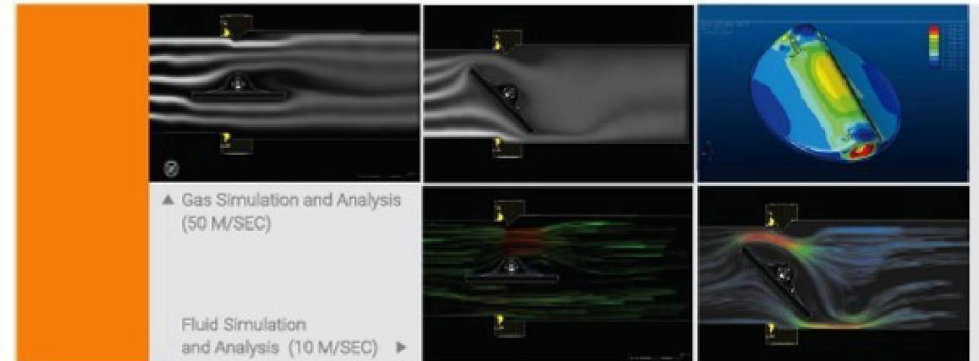 ▲ Gas Simulation and Analysis
(50 M/SEC)
Fluid Simulation
and Analysis (10 M/SEC) ▶